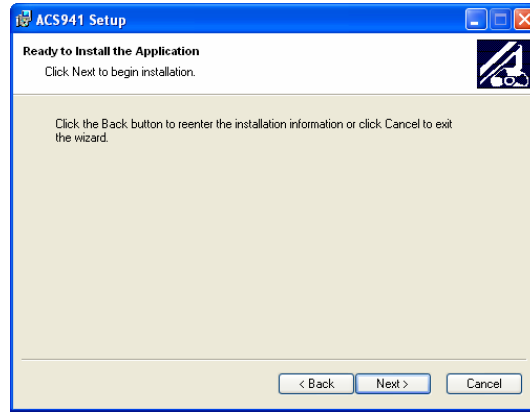 ACS941 Setup
Ready to Install the Application
Click Next to begin installation.
Click the Back button to reenter the installation information or click Cancel to exit
the wizard.
< Back Next > Cancel